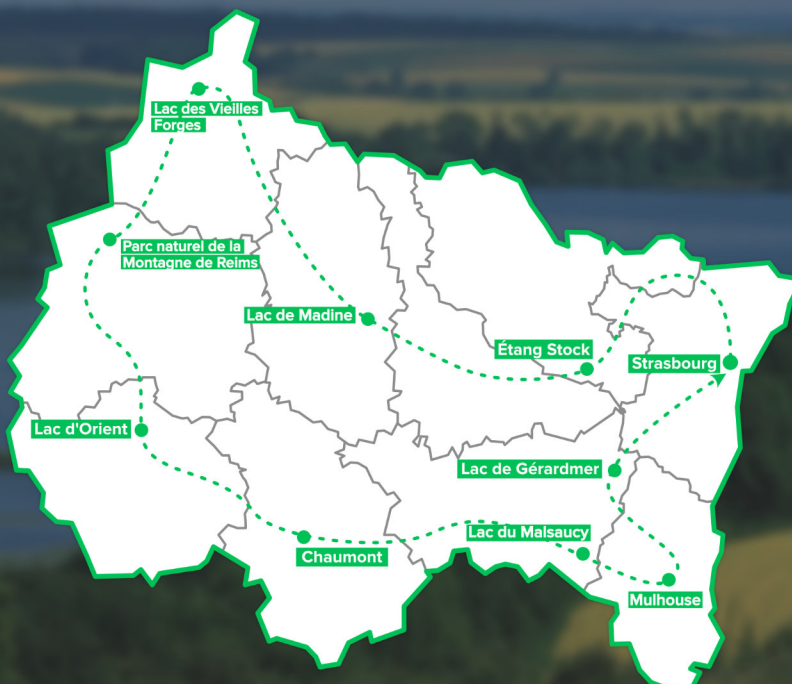 Lac des Vieilles
Forges
Parc naturel de la
Montagne de Reims
Lac de Madine
Étang Stock
Strasbourg
Lac d'Orient
Lac de Gérardmer
Lac du Malsaucy
Chaumont
Mulhouse